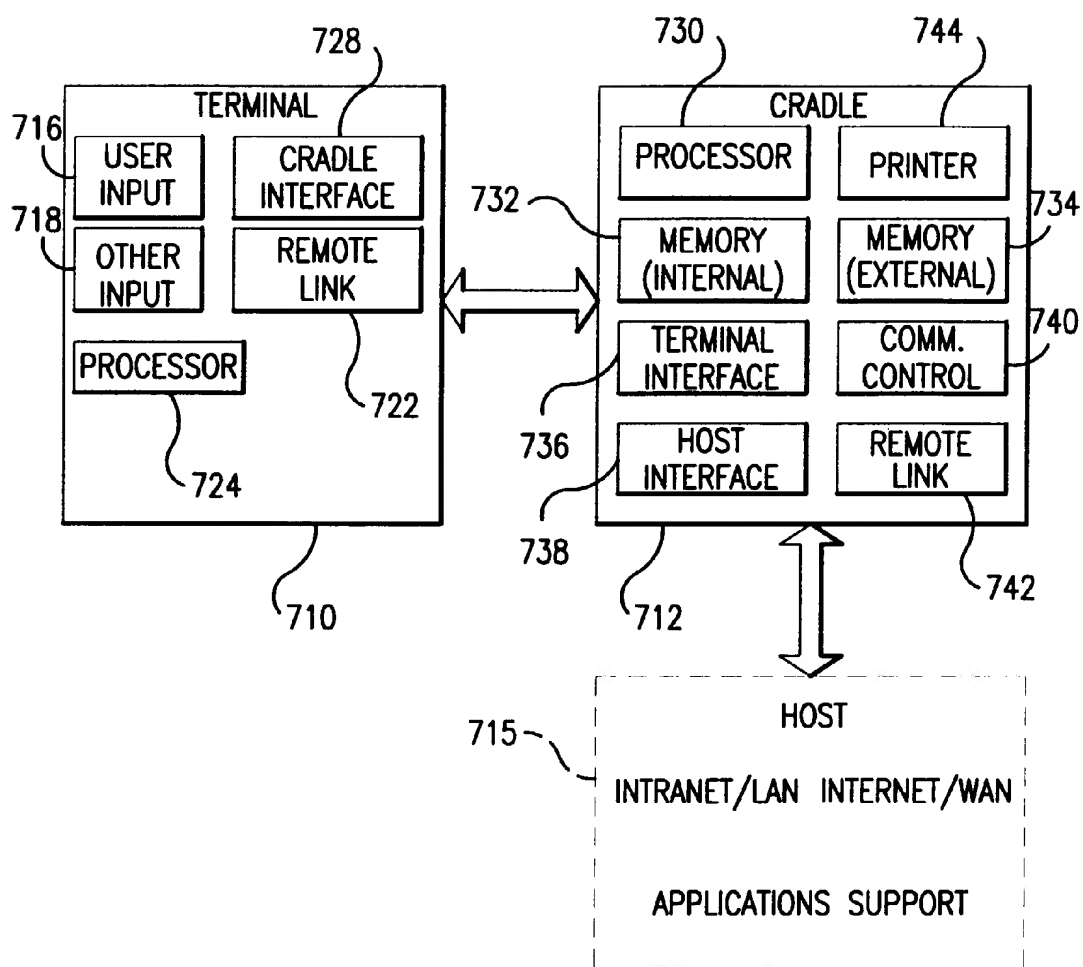 728
730
744
TERMINAL
CRADLE
716
USER
INPUT
CRADLE
INTERFACE
PROCESSOR
PRINTER
718
OTHER
INPUT
REMOTE
LINK
732
MEMORY
(INTERNAL)
734
MEMORY
(EXTERNAL)
PROCESSOR
722
724
TERMINAL
INTERFACE
736
740
COMM.
CONTROL
HOST
INTERFACE
738
REMOTE
LINK
742
710
712
715
HOST
INTRANET/LAN INTERNET/WAN
APPLICATIONS SUPPORT